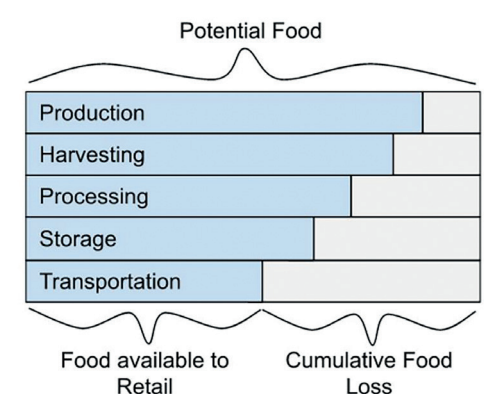 Potential Food
Production
Harvesting
Processing
Storage
Transportation
Food available to
Retail
Cumulative Food
Loss